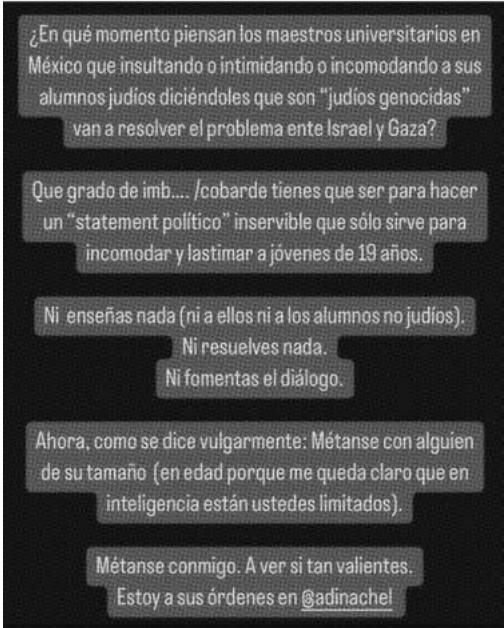 ¿En qué momento piensan los maestros universitarios en
México que insultando o intimidando o incomodando a sus
alumnos judíos diciéndoles que son “judíos genocidas”
van a resolver el problema ente Israel y Gaza?
Que grado de imb.... /cobarde tienes que ser para hacer
un “statement político” inservible que sólo sirve para
incomodar y lastimar a jóvenes de 19 años.
Ni enseñas nada (ni a ellos ni a los alumnos no judíos).
Ni resuelves nada.
Ni fomentas el diálogo.
Ahora, como se dice vulgarmente: Métanse con alguien
de su tamaño (en edad porque me queda claro que en
inteligencia están ustedes limitados).
Métanse conmigo. A ver si tan valientes.
Estoy a sus órdenes en @adinachel